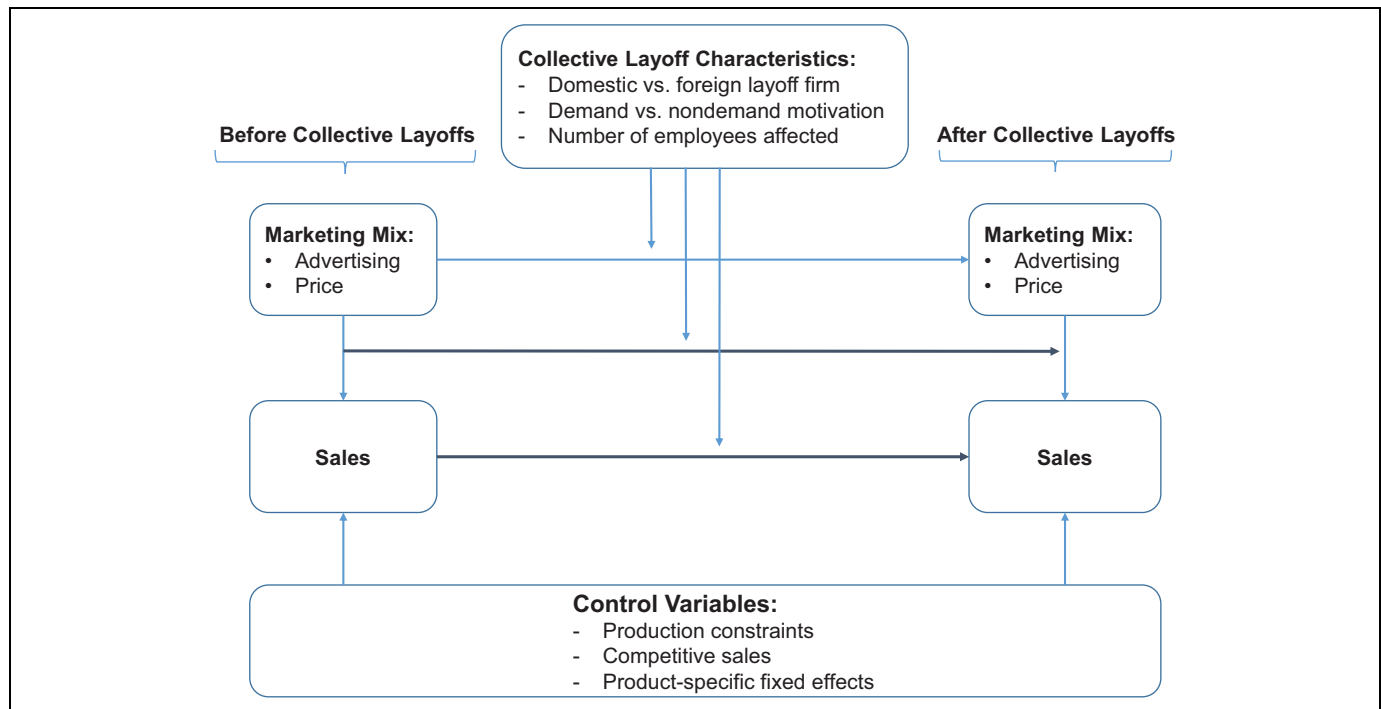 Collective Layoff Characteristics:
- Domestic vs. foreign layoff firm
- Demand vs. nondemand motivation
- Number of employees affected
Before Collective Layoffs
After Collective Layoffs
Marketing Mix:
• Advertising
• Price
Marketing Mix:
• Advertising
• Price
Sales
Sales
Control Variables:
- Production constraints
- Competitive sales
- Product-specific fixed effects